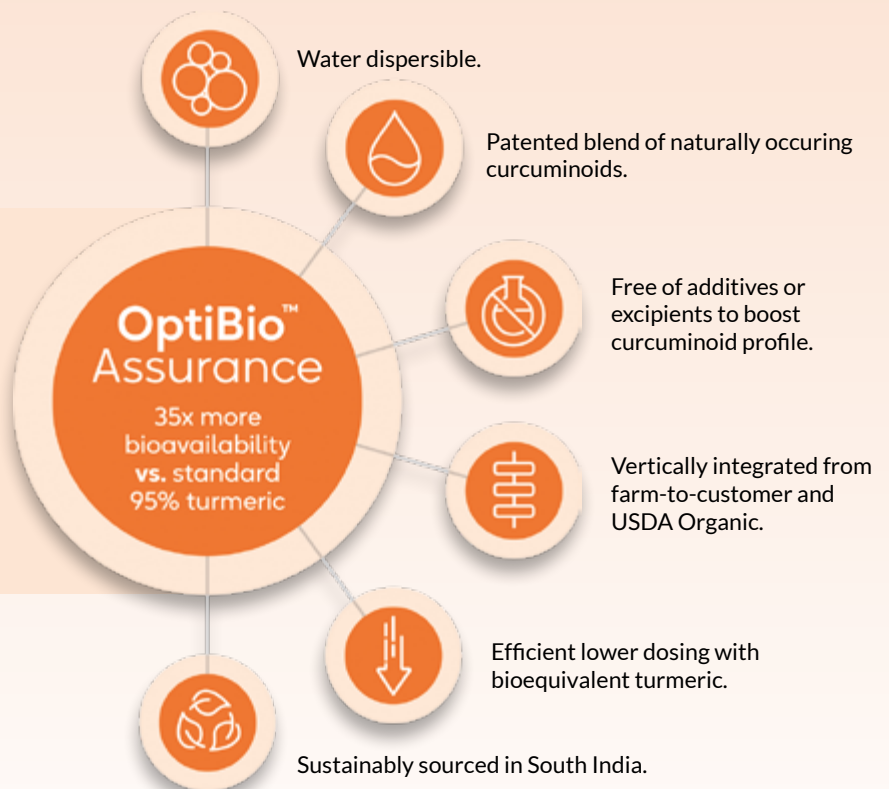 Water dispersible.
Patented blend of naturally occuring
curcuminoids.
Free of additives or
excipients to boost
curcuminoid profile.
OptiBio™
Assurance
35x more
bioavailability
vs. standard
95% turmeric
Vertically integrated from
farm-to-customer and
USDA Organic.
Efficient lower dosing with
bioequivalent turmeric.
Sustainably sourced in South India.